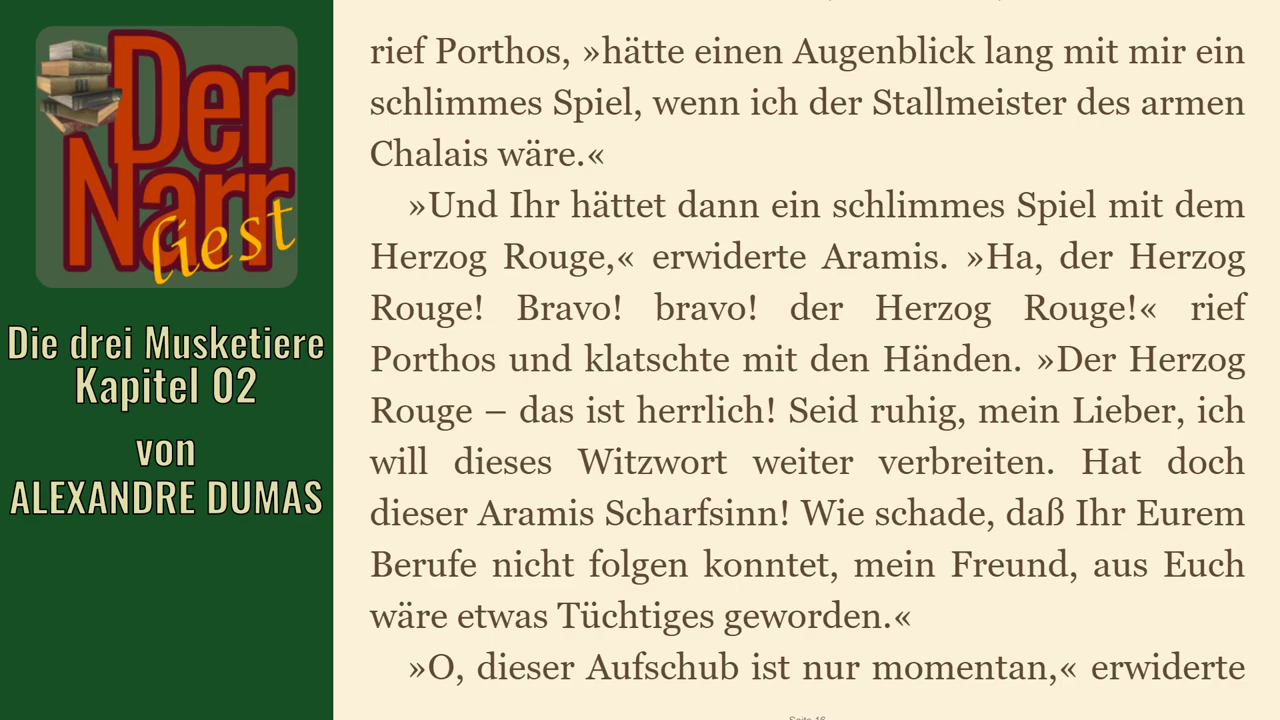 Der
Narr
liest
Die drei Musketiere
Kapitel 02
von
ALEXANDRE DUMAS
rief Porthos, »hätte einen Augenblick lang mit mir ein
schlimmes Spiel, wenn ich der Stallmeister des armen
Chalais wäre.«
»Und Ihr hättet dann ein schlimmes Spiel mit dem
Herzog Rouge,« erwiderte Aramis. »Ha, der Herzog
Rouge! Bravo! bravo! der Herzog Rouge!« rief
Porthos und klatschte mit den Händen. »Der Herzog
Rouge – das ist herrlich! Seid ruhig, mein Lieber, ich
will dieses Witzwort weiter verbreiten. Hat doch
dieser Aramis Scharfsinn! Wie schade, daß Ihr Eurem
Berufe nicht folgen konntet, mein Freund, aus Euch
wäre etwas Tüchtiges geworden.«
»O, dieser Aufschub ist nur momentan,« erwiderte